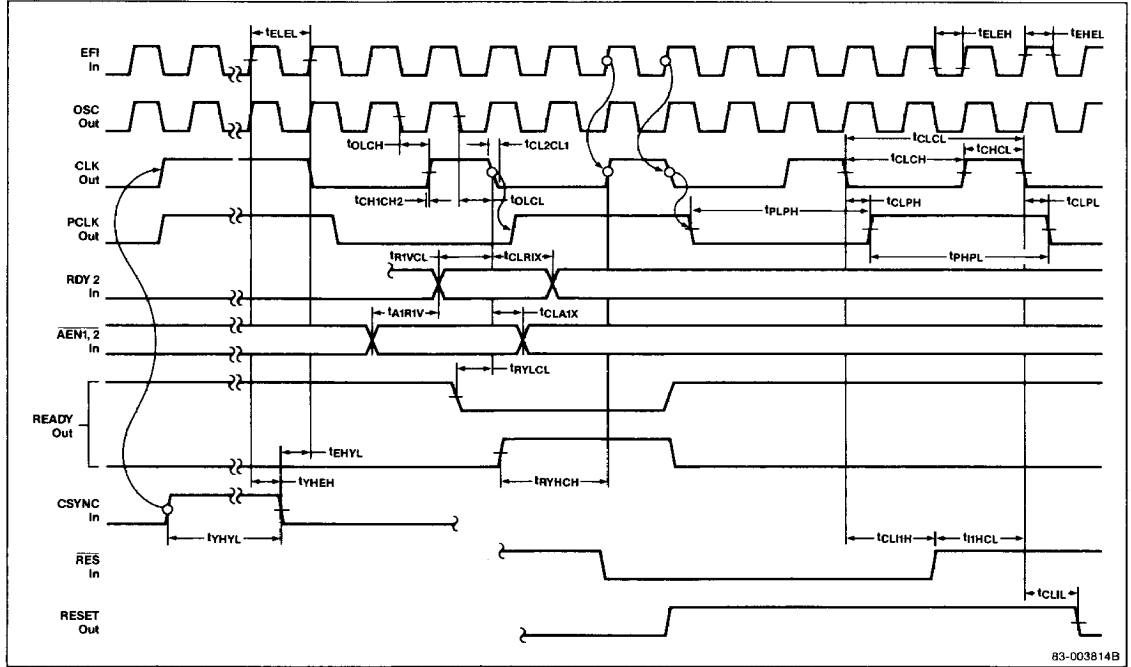 EFI
In
tELEL
tELEH
tEHEL
OSC
Out
tOLCH
tCL2CL1
tCLCL
tCHCL
CLK
Out
tCLCH
tCH1CH2
tOLCL
tCLPH
tCLPL
PCLK
Out
tPLPH
tPHPL
tR1VCL
tCLRIX
RDY 2
In
tA1R1V
tCLA1X
AEN1, 2
In
tRYLCL
READY
Out
tEHYL
tYHEH
tRYHCH
CSYNC
In
tYHYL
tCLI1H
tI1HCL
RES
In
tCLIL
RESET
Out
83-003814B